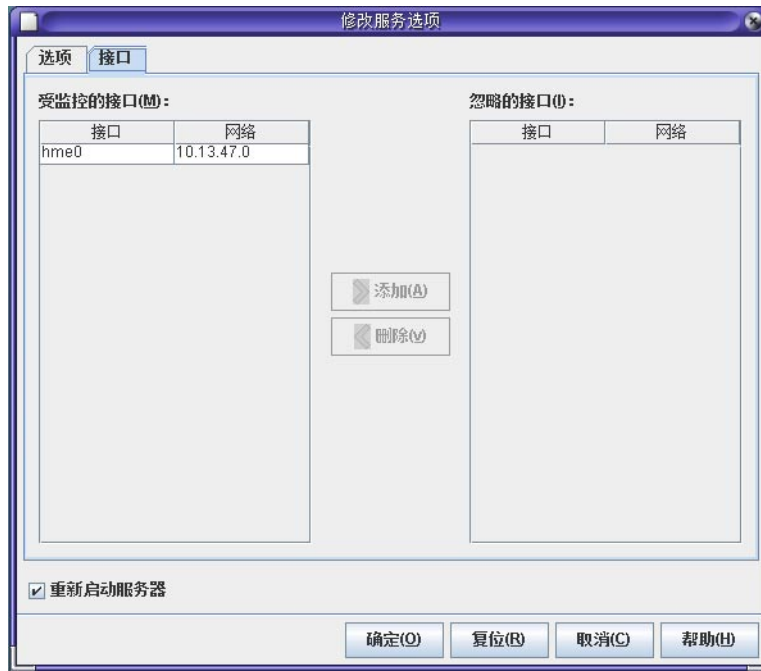 修改服务选项
选项 接口
受监控的接口(M)： 忽略的接口(I)：
接口 网络 接口 网络
hme0 10.13.47.0
添加(A)
删除(V)
重新启动服务器
确定(O) 复位(R) 取消(C) 帮助(H)